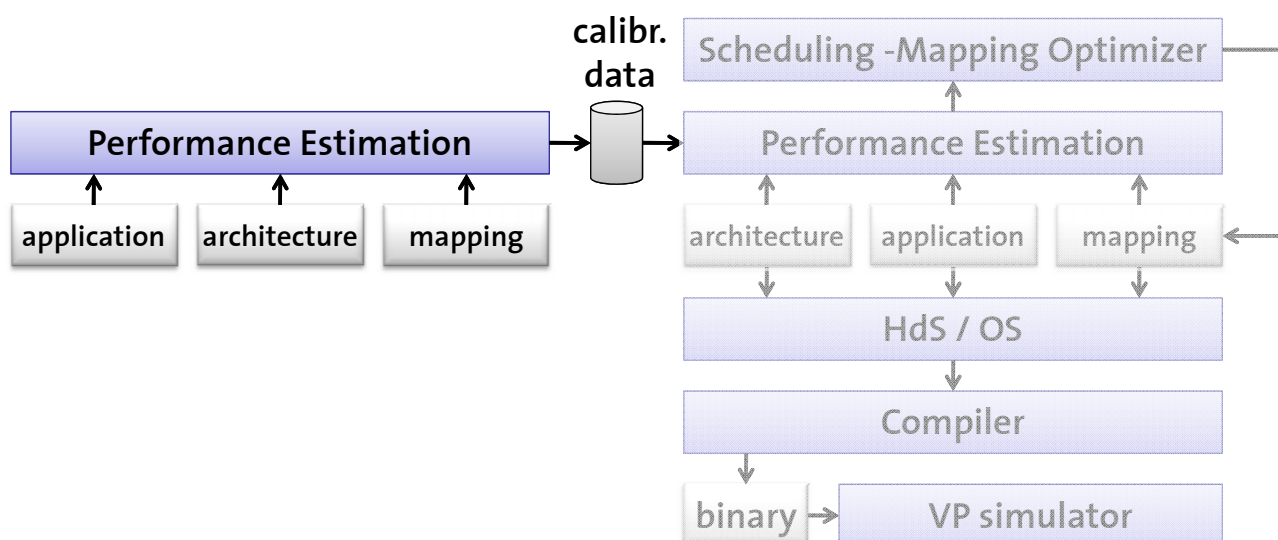 calibr.
data
Scheduling -Mapping Optimizer
Performance Estimation
Performance Estimation
application
architecture
mapping
architecture
application
mapping
HdS / OS
Compiler
binary
VP simulator